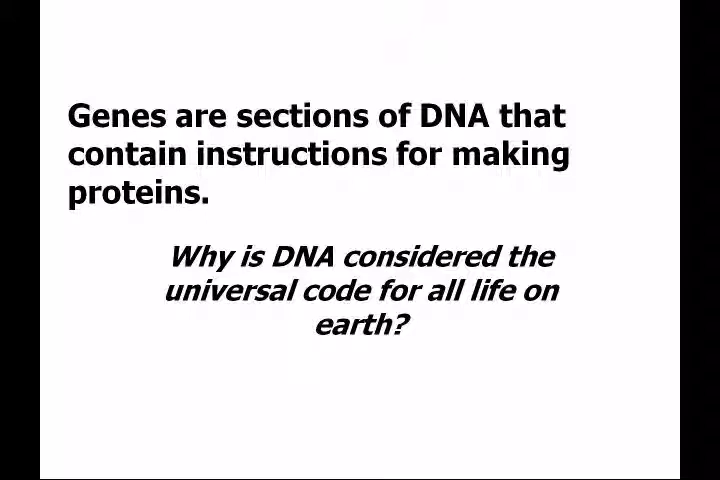 Genes are sections of DNA that
contain instructions for making
proteins.
Why is DNA considered the
universal code for all life on
earth?